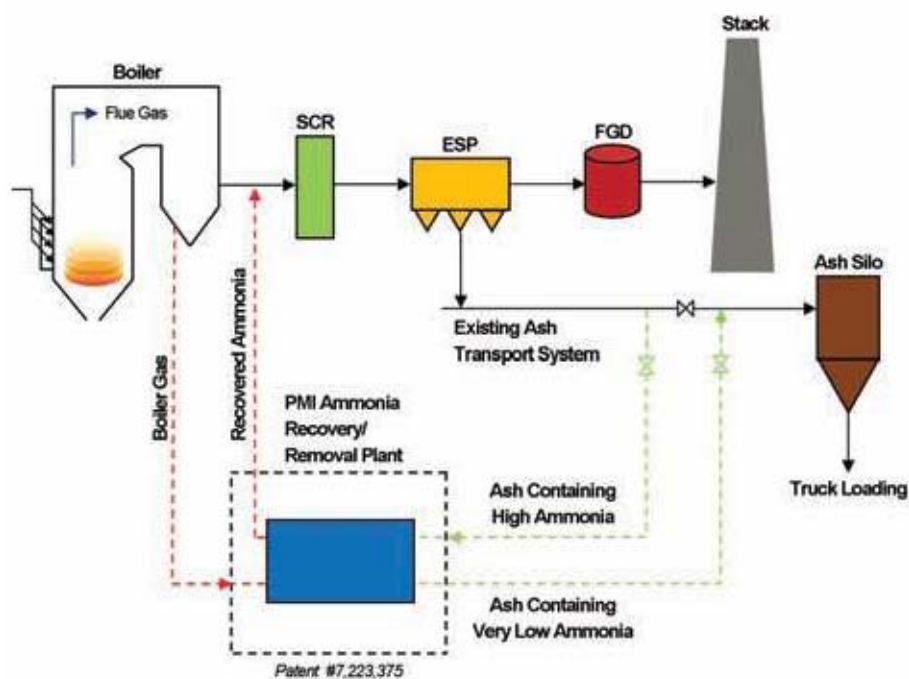 Stack
Boiler
Flue Gas
SCR
ESP
FGD
Ash Silo
Existing Ash
Transport System
Boiler Gas
Recovered Ammonia
PMI Ammonia
Recovery/
Removal Plant
Ash Containing
High Ammonia
Truck Loading
Ash Containing
Very Low Ammonia
Patent #7,223,375